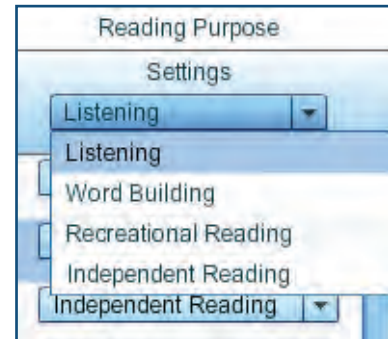 Reading Purpose
Settings
Listening
Listening
Word Building
Recreational Reading
Independent Reading
Independent Reading